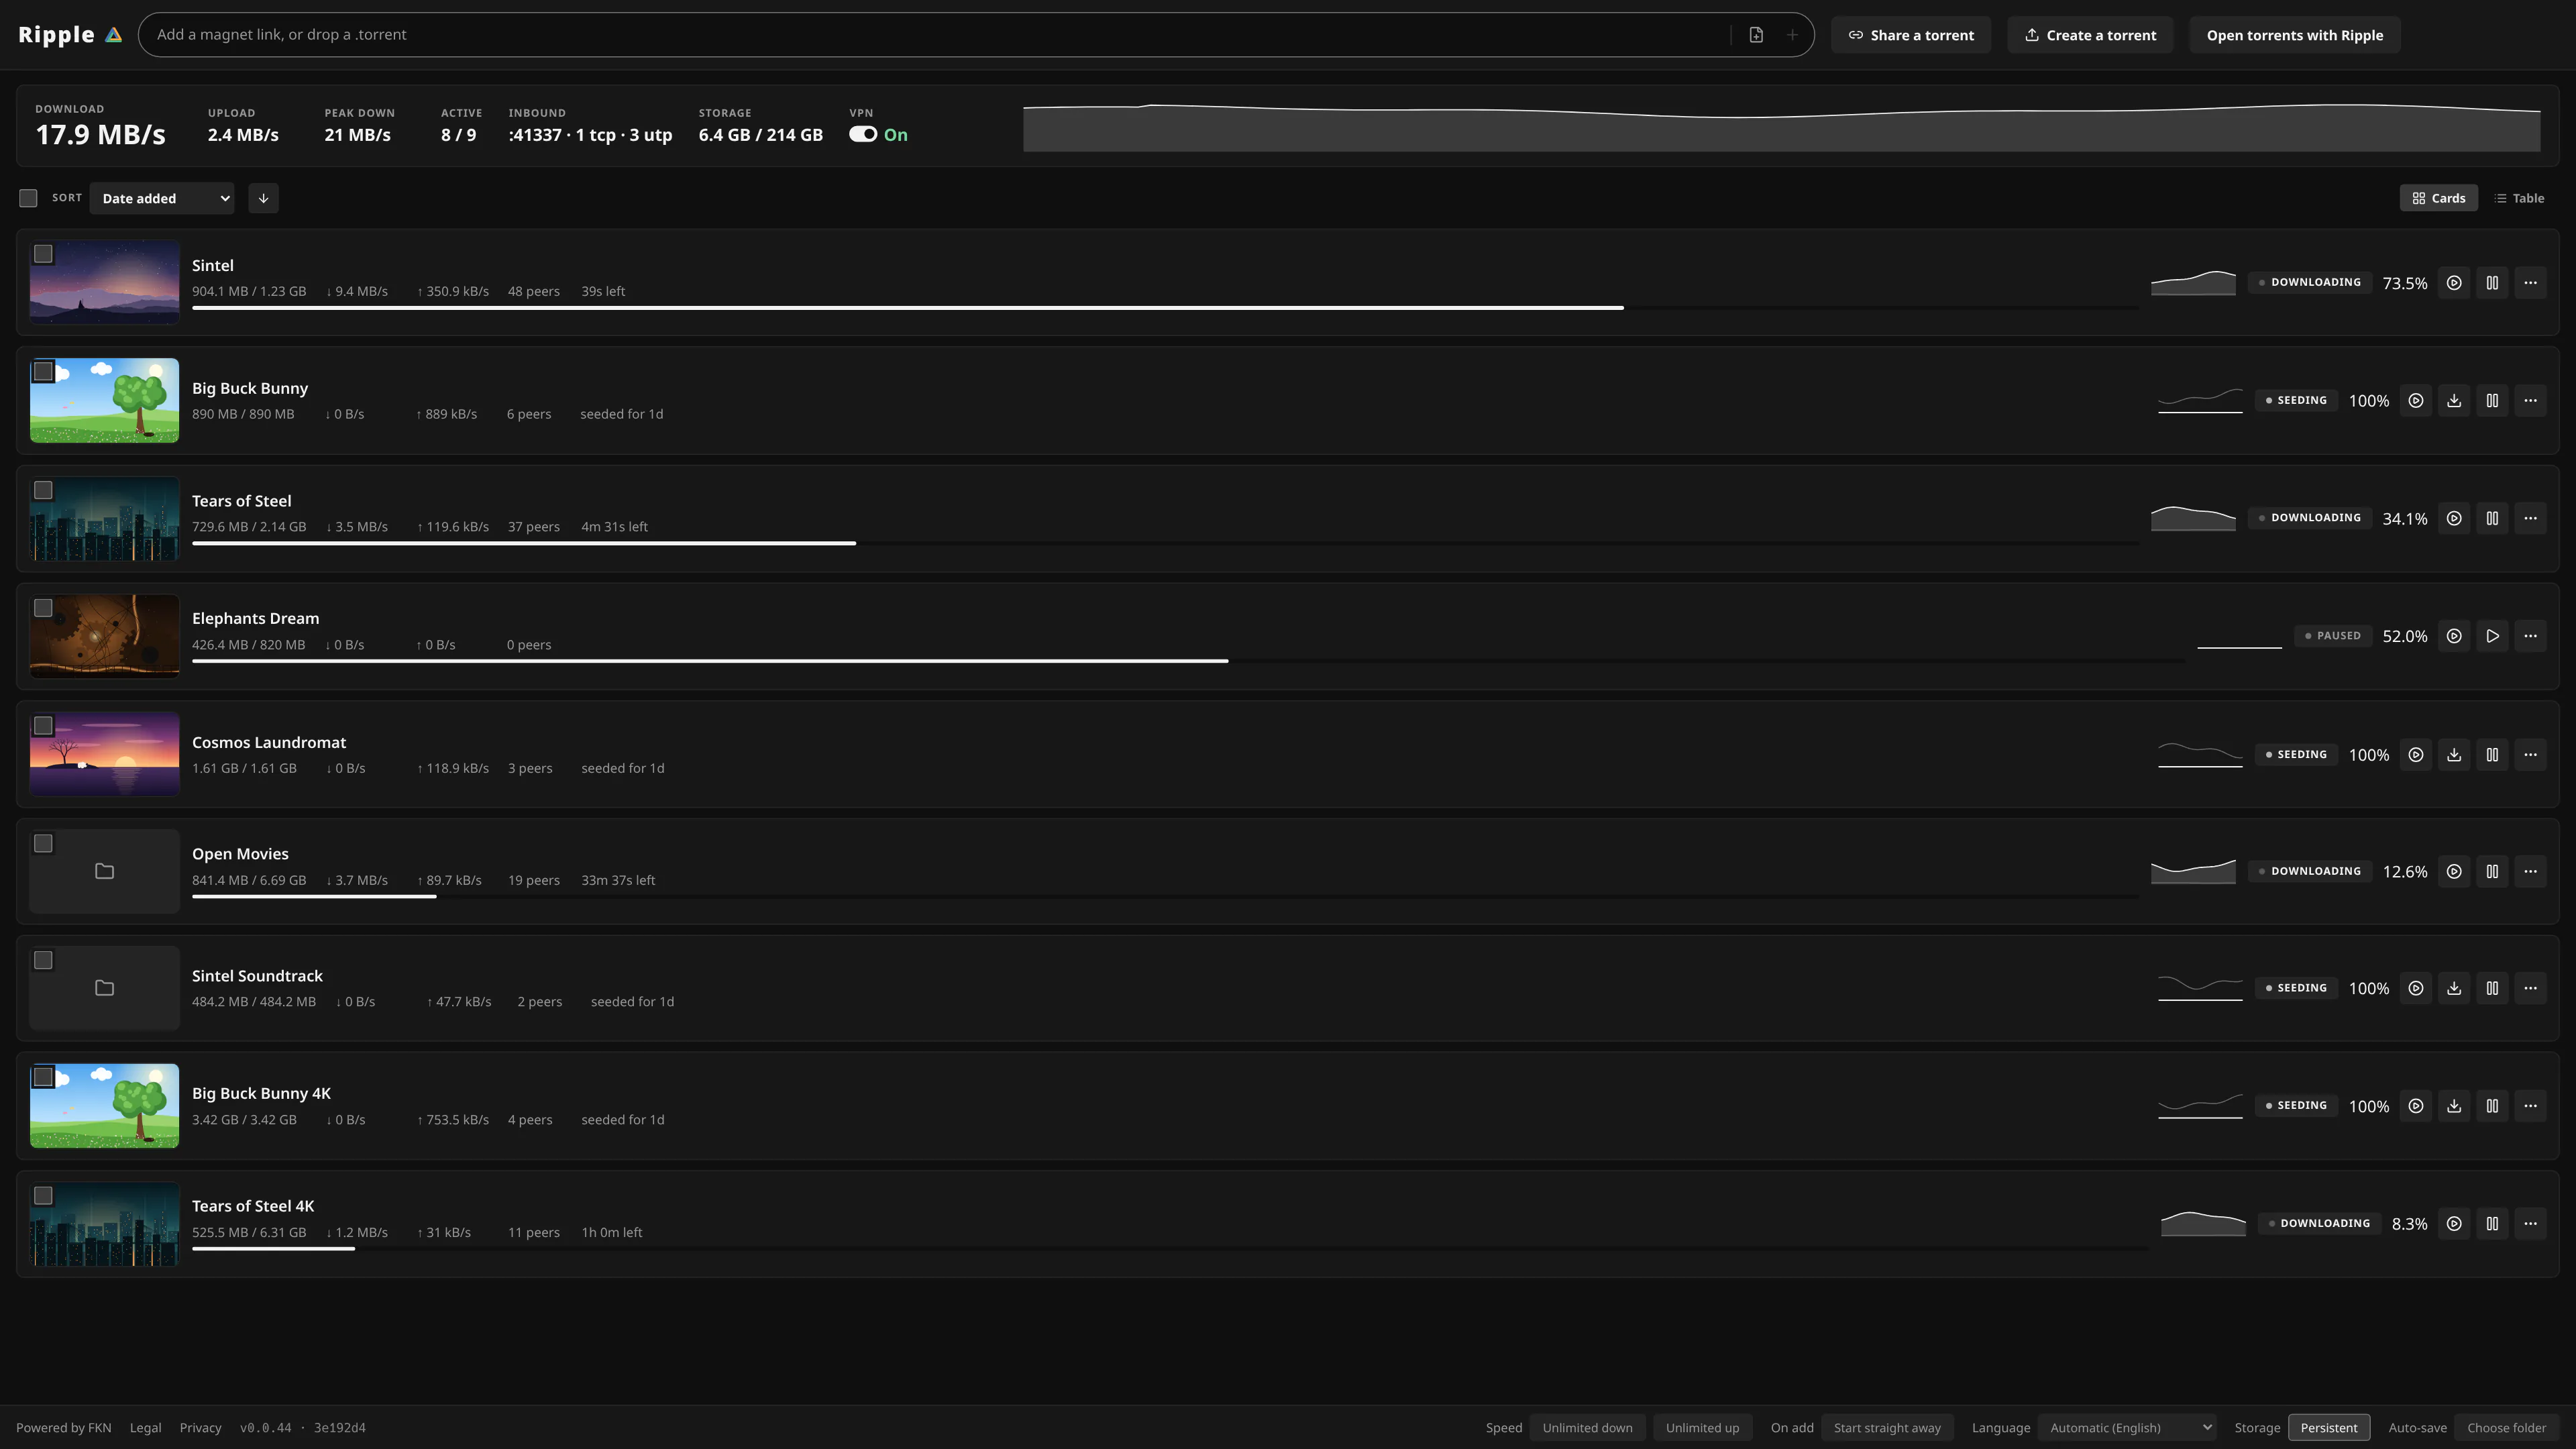 Ripple
Add a magnet link, or drop a .torrent
Share a torrent
Create a torrent
Open torrents with Ripple
DOWNLOAD
17.9 MB/s
UPLOAD
2.4 MB/s
PEAK DOWN
21 MB/s
ACTIVE
8 / 9
INBOUND
:41337 · 1 tcp · 3 utp
STORAGE
6.4 GB / 214 GB
VPN
On
SORT
Date added
Cards
Table
Sintel
904.1 MB / 1.23 GB ↓ 9.4 MB/s ↑ 350.9 kB/s 48 peers 39s left
DOWNLOADING 73.5%
Big Buck Bunny
890 MB / 890 MB ↓ 0 B/s ↑ 889 kB/s 6 peers seeded for 1d
SEEDING 100%
Tears of Steel
729.6 MB / 2.14 GB ↓ 3.5 MB/s ↑ 119.6 kB/s 37 peers 4m 31s left
DOWNLOADING 34.1%
Elephants Dream
426.4 MB / 820 MB ↓ 0 B/s ↑ 0 B/s 0 peers
PAUSED 52.0%
Cosmos Laundromat
1.61 GB / 1.61 GB ↓ 0 B/s ↑ 118.9 kB/s 3 peers seeded for 1d
SEEDING 100%
Open Movies
841.4 MB / 6.69 GB ↓ 3.7 MB/s ↑ 89.7 kB/s 19 peers 33m 37s left
DOWNLOADING 12.6%
Sintel Soundtrack
484.2 MB / 484.2 MB ↓ 0 B/s ↑ 47.7 kB/s 2 peers seeded for 1d
SEEDING 100%
Big Buck Bunny 4K
3.42 GB / 3.42 GB ↓ 0 B/s ↑ 753.5 kB/s 4 peers seeded for 1d
SEEDING 100%
Tears of Steel 4K
525.5 MB / 6.31 GB ↓ 1.2 MB/s ↑ 31 kB/s 11 peers 1h 0m left
DOWNLOADING 8.3%
Powered by FKN Legal Privacy v0.0.44 · 3e192d4
Speed Unlimited down Unlimited up On add Start straight away Language Automatic (English) Storage Persistent Auto-save Choose folder